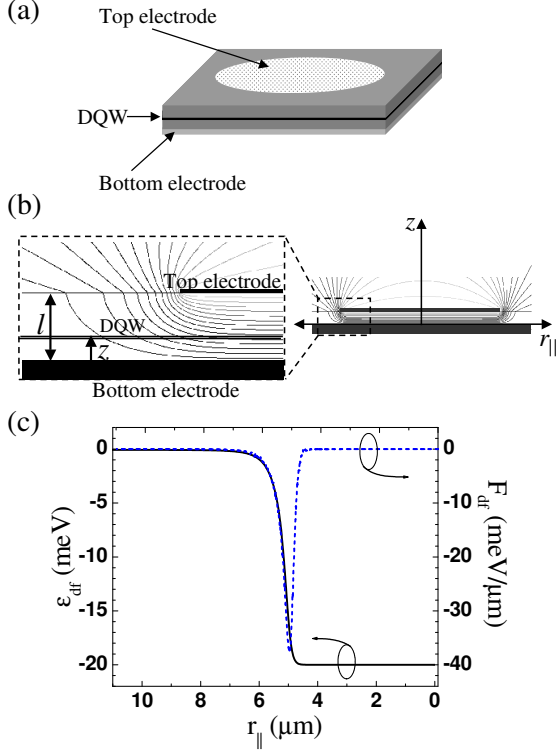 (a)
Top electrode
DQW
Bottom electrode
(b)
z
Top electrode
l
DQW
z
Bottom electrode
r||
(c)
0
-5
-10
-15
-20
εdf (meV)
0
-10
-20
-30
-40
Fdf (meV/μm)
10 8 6 4 2 0
r|| (μm)